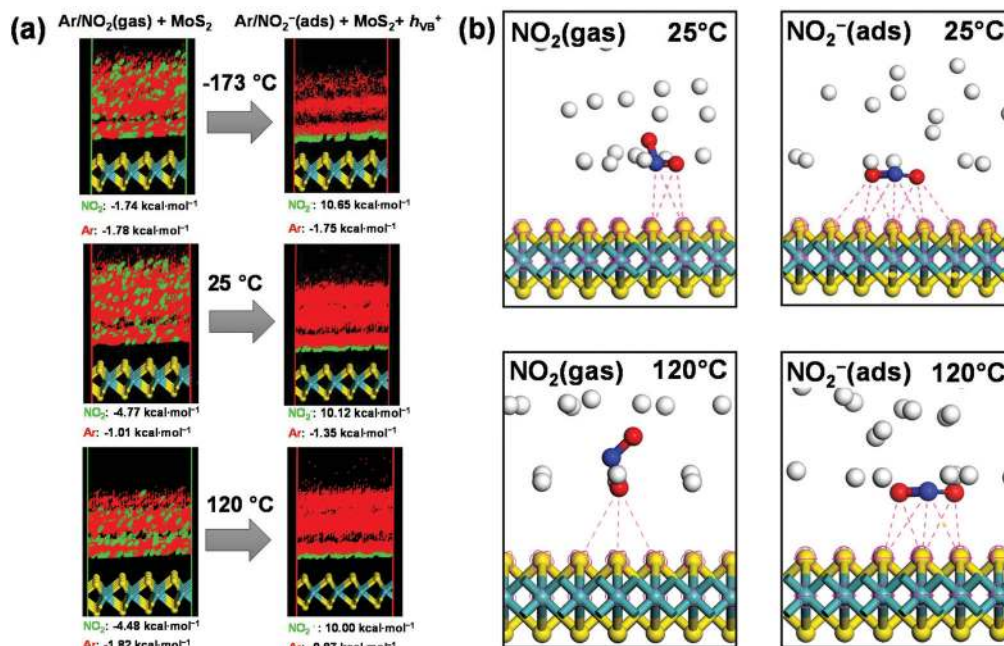 (a)
Ar/NO₂(gas) + MoS₂
Ar/NO₂⁻(ads) + MoS₂+ hVB⁺
-173 °C
NO₂: -1.74 kcal·mol⁻¹
Ar: -1.78 kcal·mol⁻¹
NO₂⁻: 10.65 kcal·mol⁻¹
Ar: -1.75 kcal·mol⁻¹
25 °C
NO₂: -4.77 kcal·mol⁻¹
Ar: -1.01 kcal·mol⁻¹
NO₂⁻: 10.12 kcal·mol⁻¹
Ar: -1.35 kcal·mol⁻¹
120 °C
NO₂: -4.48 kcal·mol⁻¹
NO₂⁻: 10.00 kcal·mol⁻¹
(b)
NO₂(gas) 25°C
NO₂⁻(ads) 25°C
NO₂(gas) 120°C
NO₂⁻(ads) 120°C